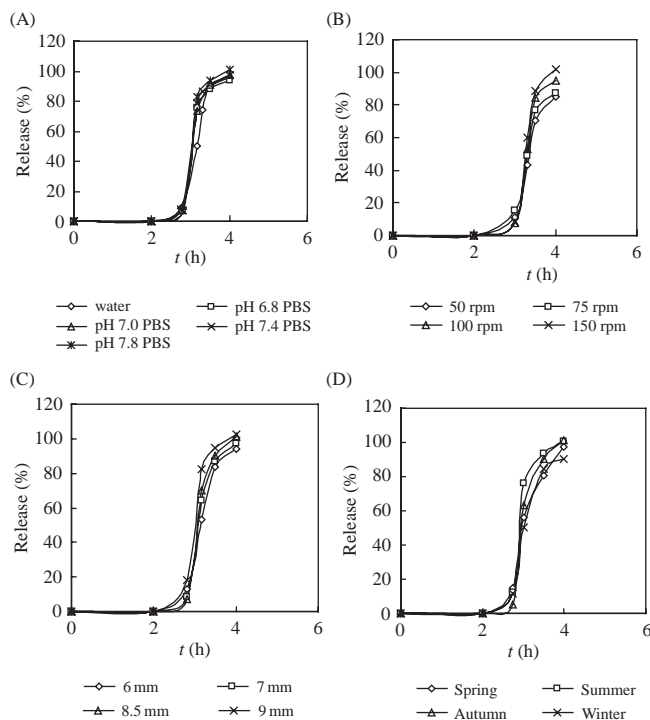 (A)
120
100
80
60
40
20
0
Release (%)
0 2 4 6
t (h)
water
pH 6.8 PBS
pH 7.0 PBS
pH 7.4 PBS
pH 7.8 PBS
(B)
120
100
80
60
40
20
0
Release (%)
0 2 4 6
t (h)
50 rpm
75 rpm
100 rpm
150 rpm
(C)
120
100
80
60
40
20
0
Release (%)
0 2 4 6
t (h)
6 mm
7 mm
8.5 mm
9 mm
(D)
120
100
80
60
40
20
0
Release (%)
0 2 4 6
t (h)
Spring
Summer
Autumn
Winter